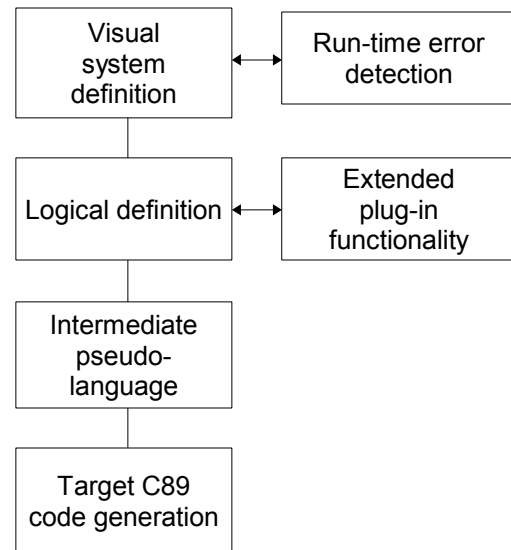 Visual
system
definition
Run-time error
detection
Logical definition
Extended
plug-in
functionality
Intermediate
pseudo-
language
Target C89
code generation